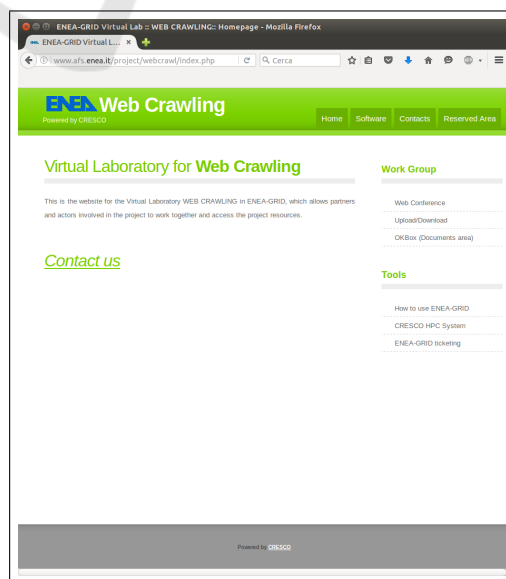 ENEA-GRID Virtual Lab :: WEB CRAWLING:: Homepage - Mozilla Firefox
ENEA-GRID Virtual L... ×
www.afs.enea.it/project/webcrawl/index.php
Cerca
ENEA Web Crawling
Powered by CRESCO
Home Software Contacts Reserved Area
Virtual Laboratory for Web Crawling
This is the website for the Virtual Laboratory WEB CRAWLING in ENEA-GRID, which allows partners
and actors involved in the project to work together and access the project resources.
Contact us
Work Group
Web Conference
Upload/Download
OKBox (Documents area)
Tools
How to use ENEA-GRID
CRESCO HPC System
ENEA-GRID ticketing
Powered by CRESCO